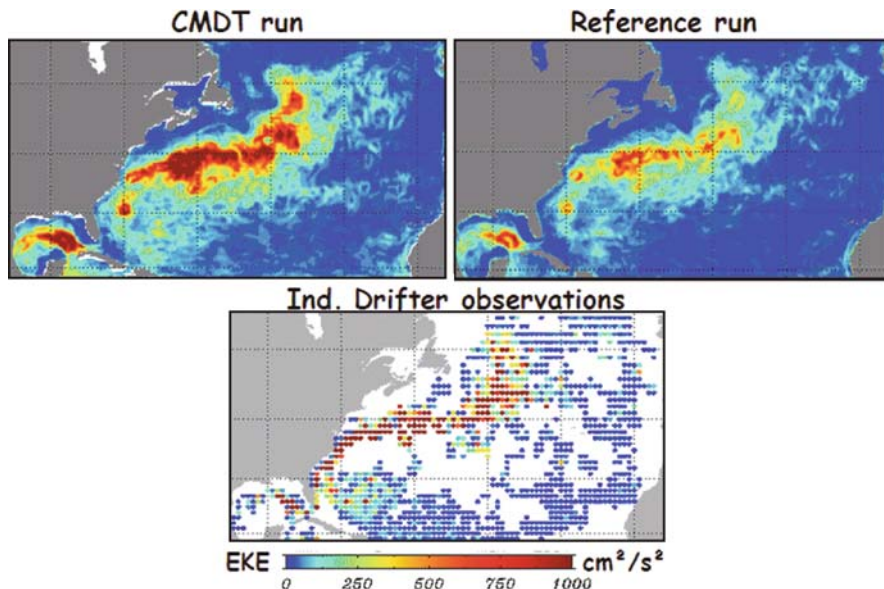 CMDT run
Reference run
Ind. Drifter observations
EKE
cm²/s²
0 250 500 750 1000